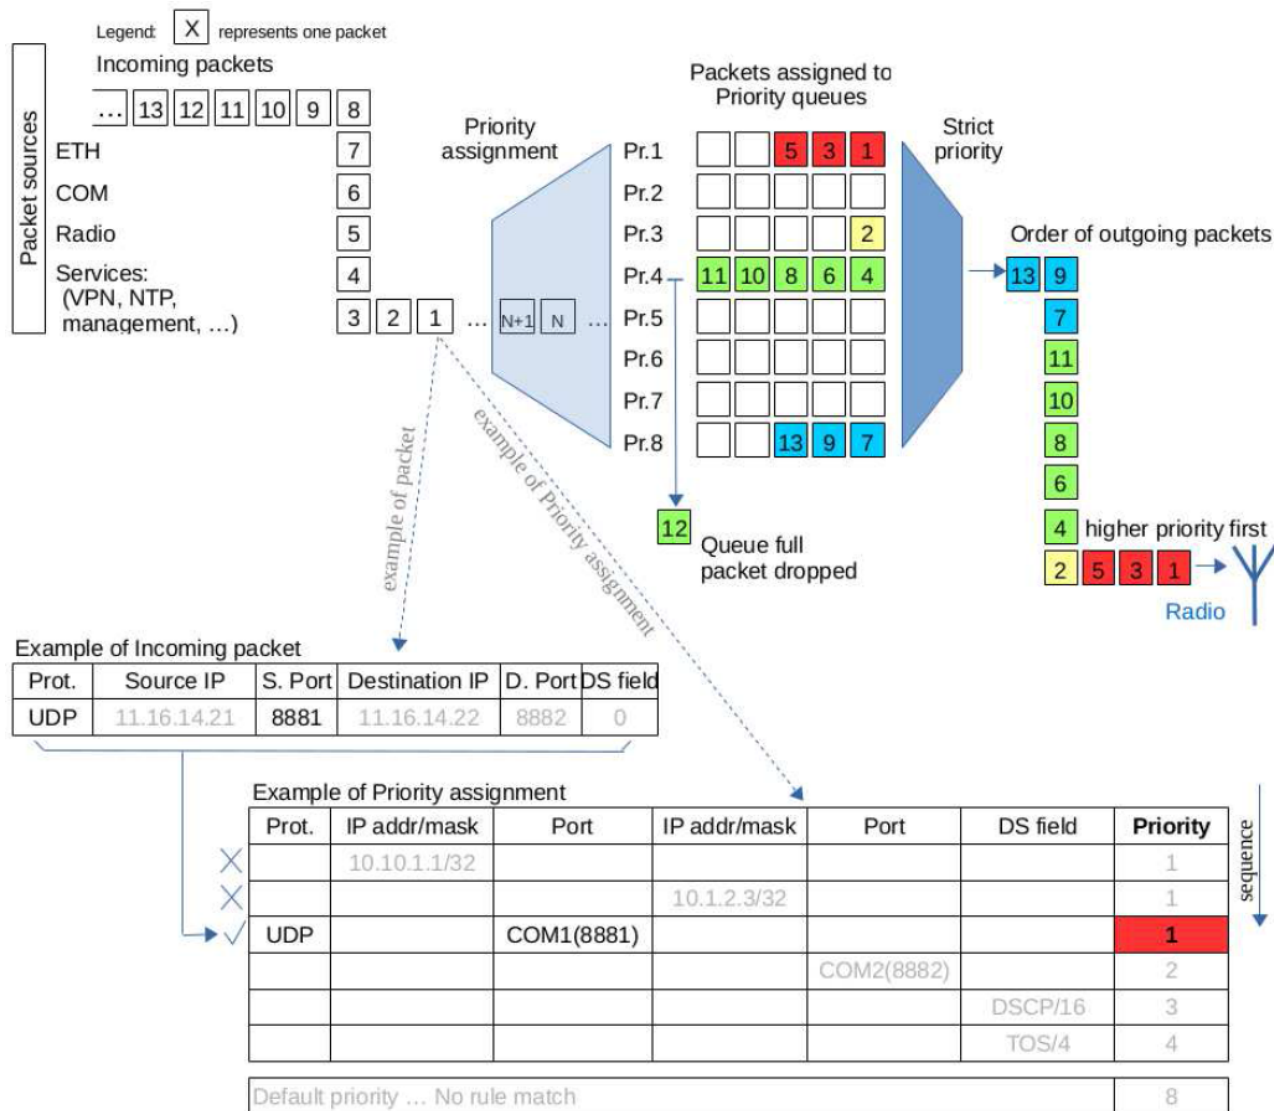 Legend: X represents one packet
Packet sources
Incoming packets
... 13 12 11 10 9 8
ETH 7
COM 6
Radio 5
Services: 4
(VPN, NTP,
management, ...)
3 2 1 ... N+1 N ...
Priority
assignment
Packets assigned to
Priority queues
Pr.1 5 3 1
Pr.2
Pr.3 2
Pr.4 11 10 8 6 4
Pr.5
Pr.6
Pr.7
Pr.8 13 9 7
12
Queue full
packet dropped
Strict
priority
Order of outgoing packets
13 9
7
11
10
8
6
4 higher priority first
2 5 3 1
Radio
example of packet
example of Priority assignment
Example of Incoming packet
Prot. Source IP S. Port Destination IP D. Port DS field
UDP 11.16.14.21 8881 11.16.14.22 8882 0
Example of Priority assignment
Prot. IP addr/mask Port IP addr/mask Port DS field Priority
10.10.1.1/32 1
10.1.2.3/32 1
UDP COM1(8881) 1
COM2(8882) 2
DSCP/16 3
TOS/4 4
Default priority ... No rule match 8
sequence